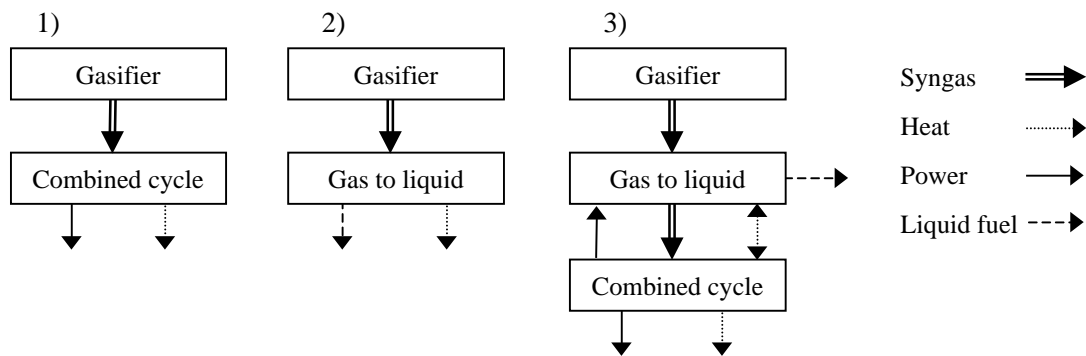 1)
Gasifier
Combined cycle
2)
Gasifier
Gas to liquid
3)
Gasifier
Gas to liquid
Combined cycle
Syngas
Heat
Power
Liquid fuel